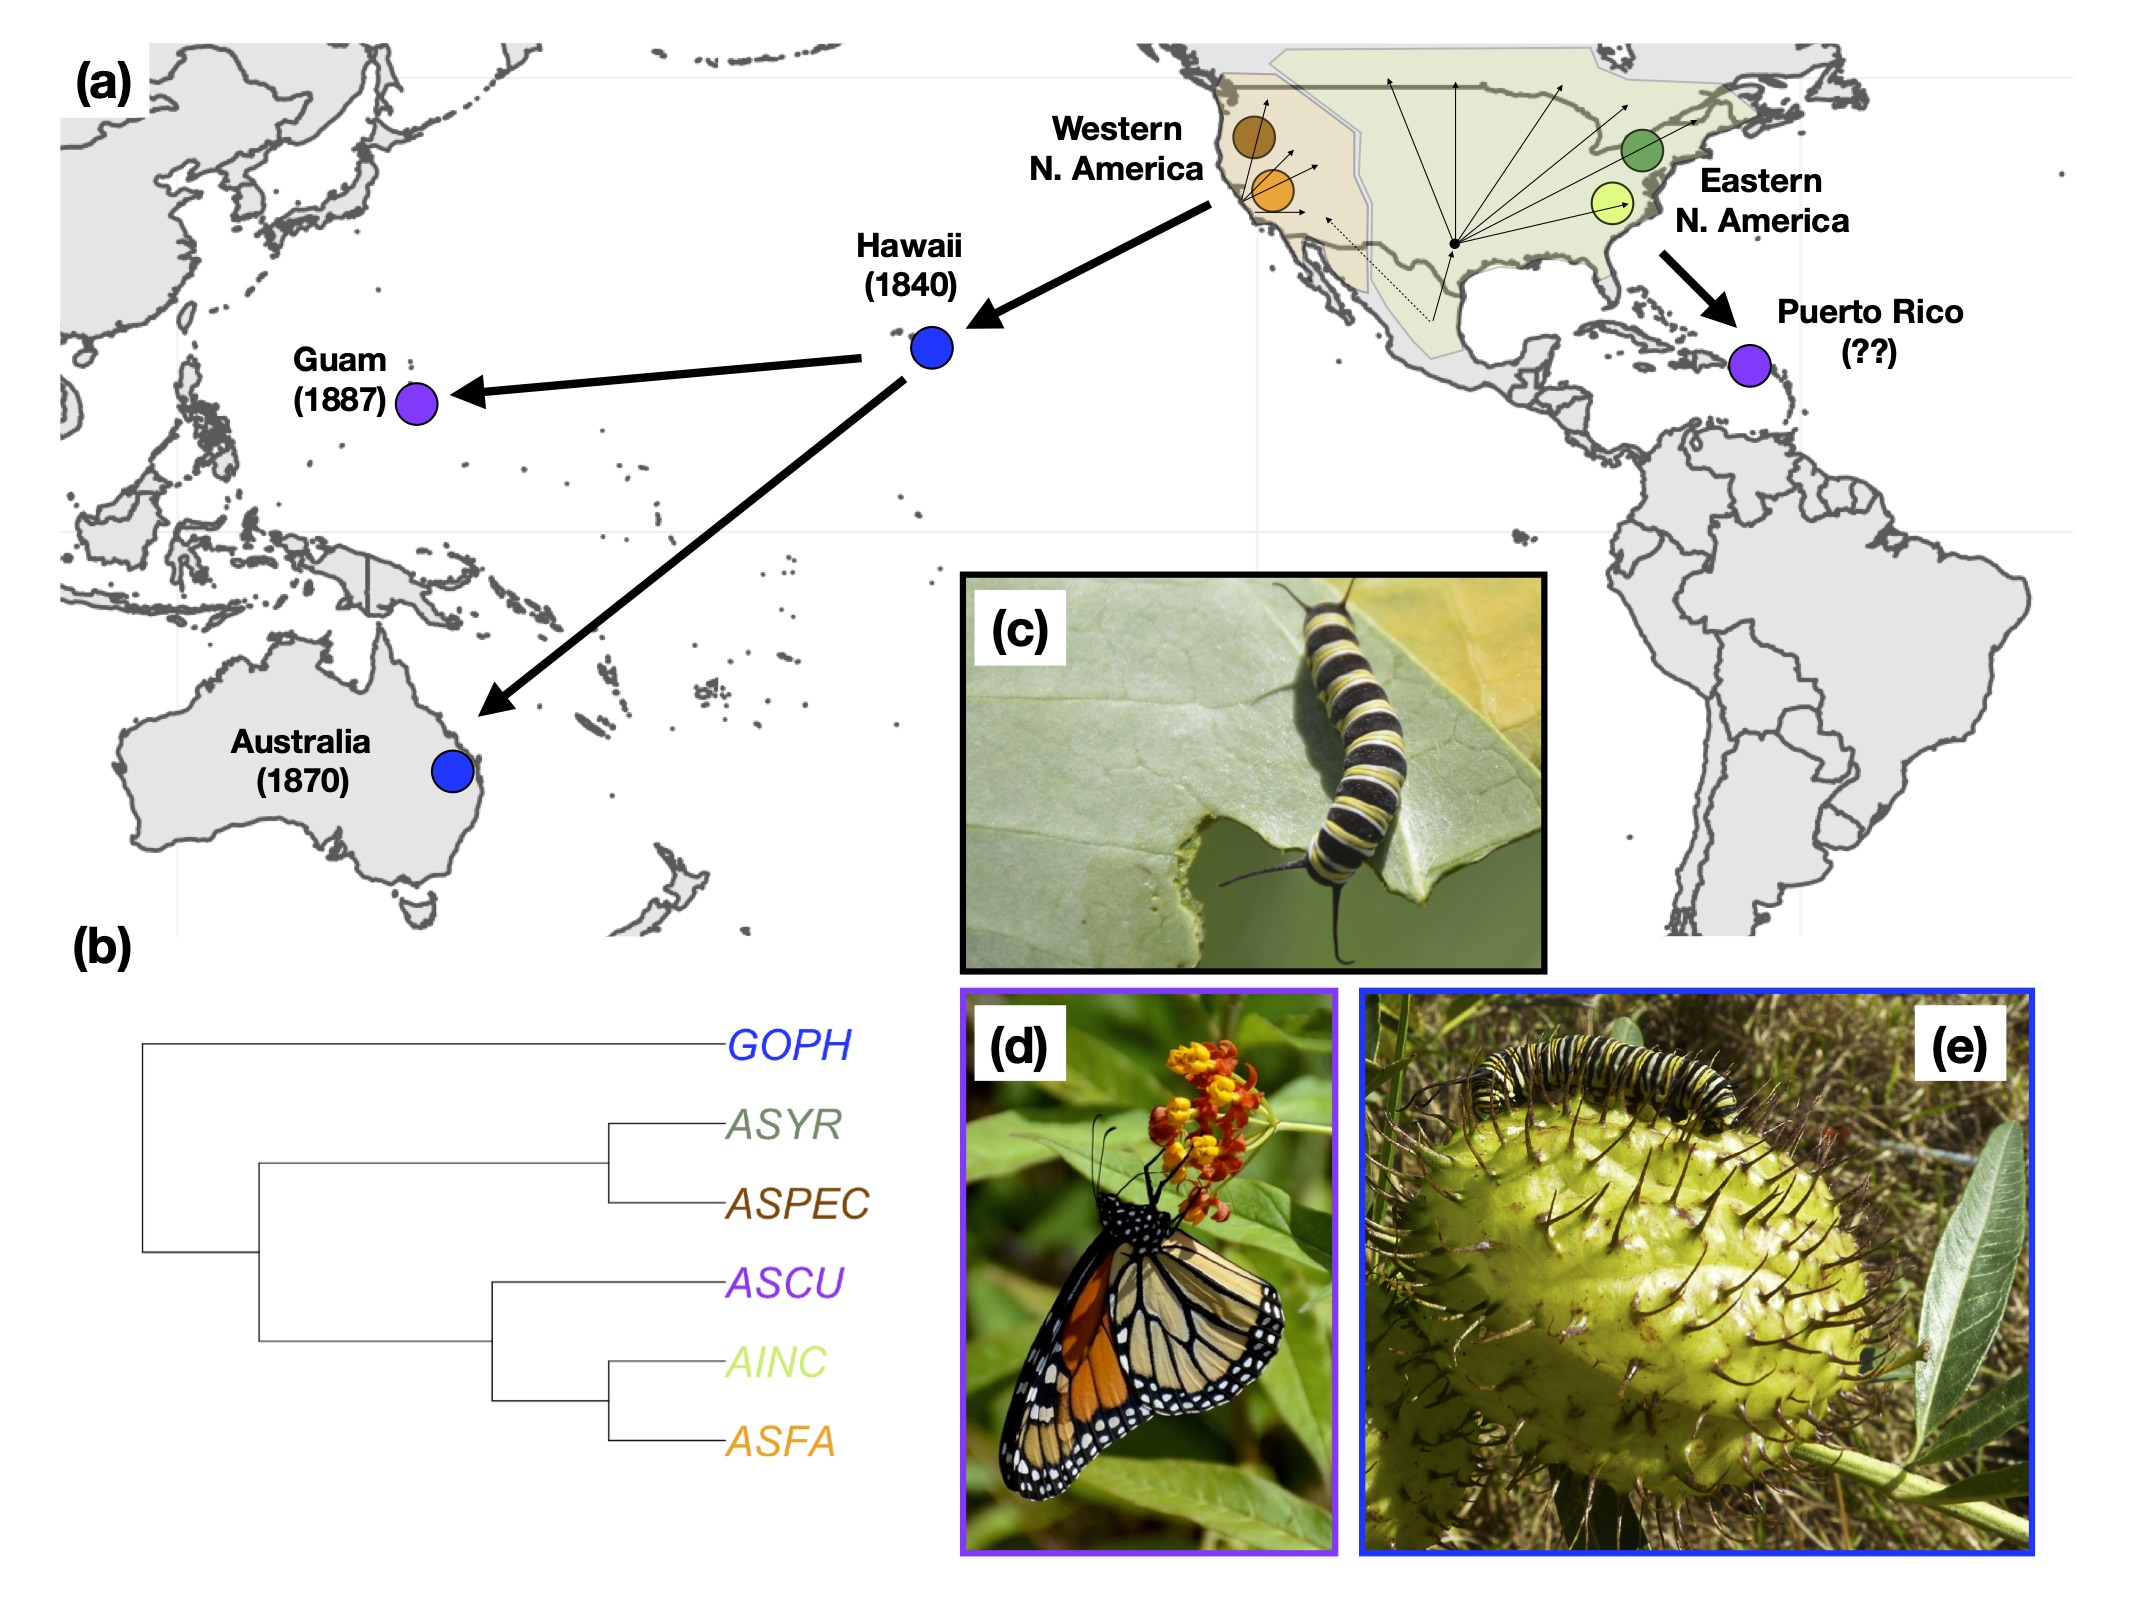 (a)
Western
N. America
Eastern
N. America
Hawaii
(1840)
Puerto Rico
(??)
Guam
(1887)
(c)
Australia
(1870)
(b)
GOPH
ASYR
ASPEC
ASCU
AINC
ASFA
(d)
(e)